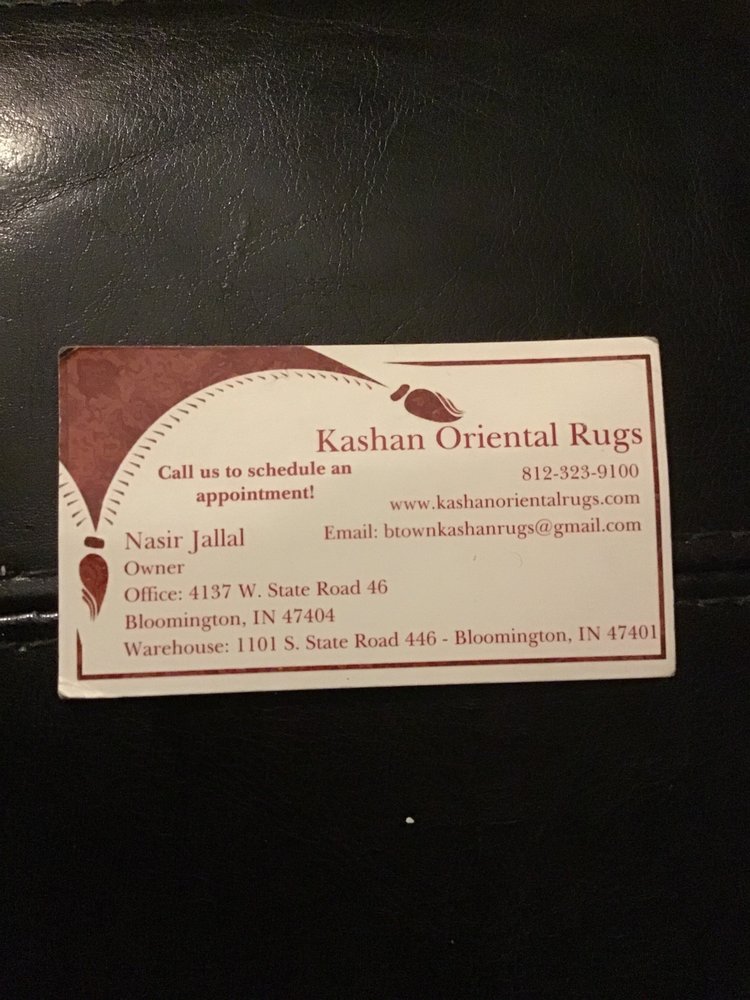 Kashan Oriental Rugs
Call us to schedule an
appointment!
812-323-9100
www.kashanorientalrugs.com
Email: btownkashanrugs@gmail.com
Nasir Jallal
Owner
Office: 4137 W. State Road 46
Bloomington, IN 47404
Warehouse: 1101 S. State Road 446 - Bloomington, IN 47401